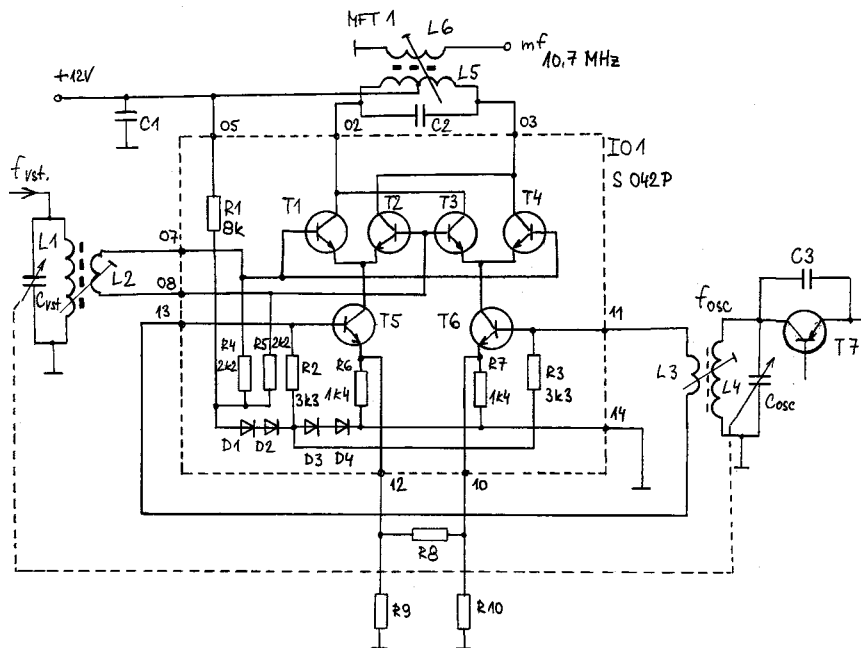 MFT 1
L6
mf
10,7 MHz
L5
+12V
C1
05
02
C2
03
IO1
S 042P
fvst.
T1
T2
T3
T4
R1
8k
L1
07
L2
Cvst
08
13
T5
T6
11
C3
fosc
T7
R4
2k2
R5
2k2
R2
3k3
R6
1k4
R7
1k4
R3
3k3
L3
L4
Cosc
14
D1
D2
D3
D4
12
10
R8
R9
R10